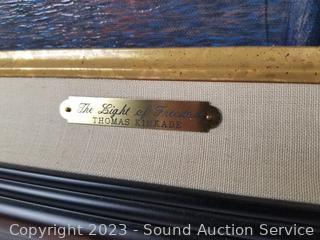 The Light of Freedom
THOMAS KINKADE
Copyright 2023 - Sound Auction Service